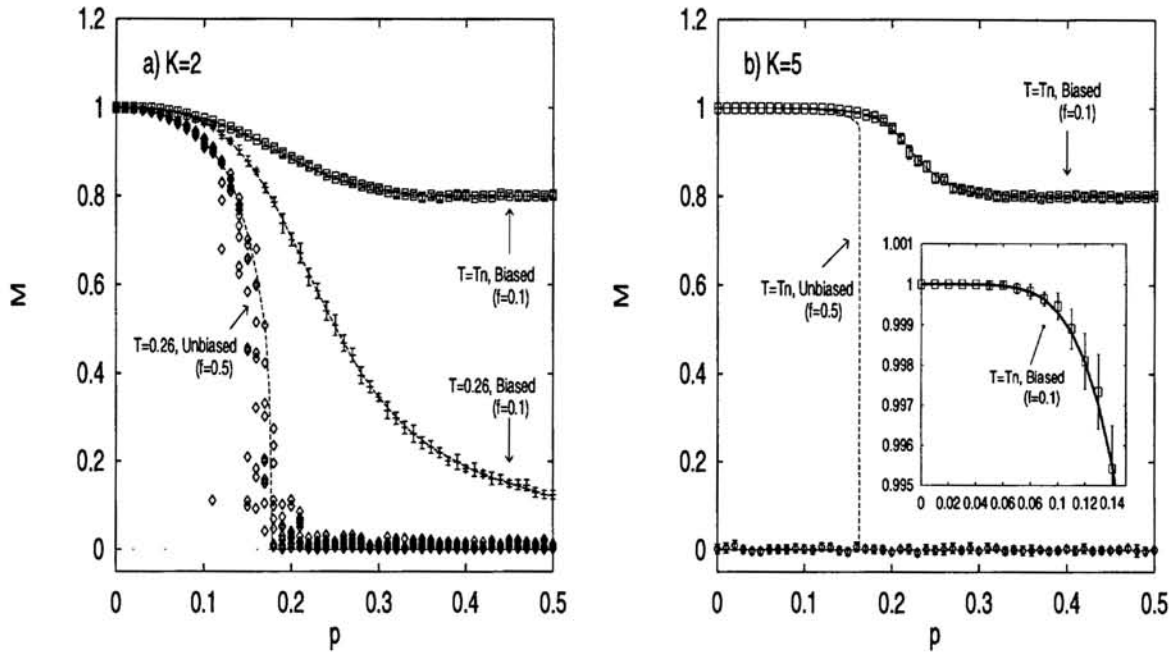 a) K=2
1.2
1
0.8
0.6
0.4
0.2
0
M
T=Tn, Biased
(f=0.1)
T=0.26, Unbiased
(f=0.5)
T=0.26, Biased
(f=0.1)
0 0.1 0.2 0.3 0.4 0.5
p
b) K=5
1.2
1
0.8
0.6
0.4
0.2
0
M
T=Tn, Biased
(f=0.1)
T=Tn, Unbiased
(f=0.5)
1.001
1
0.999
0.998
0.997
0.996
0.995
T=Tn, Biased
(f=0.1)
0 0.02 0.04 0.06 0.08 0.1 0.12 0.14
0 0.1 0.2 0.3 0.4 0.5
p